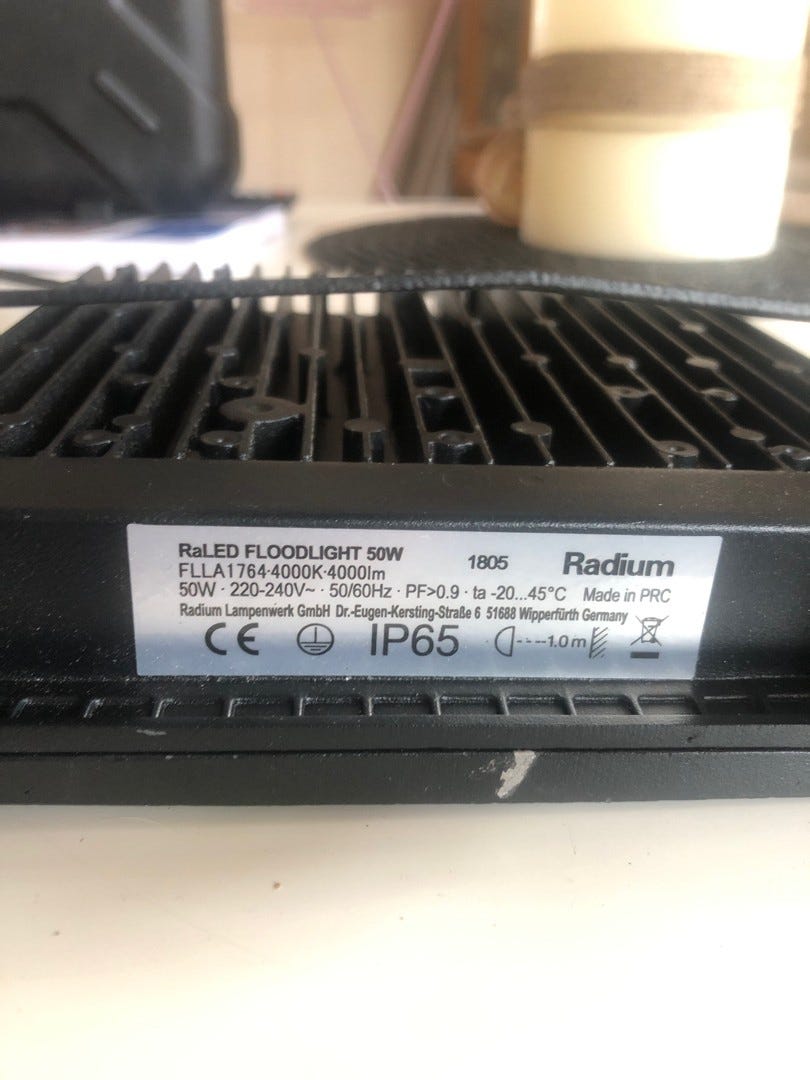 RaLED FLOODLIGHT 50W 1805 Radium
FLLA1764·4000K·4000lm
50W · 220-240V~ · 50/60Hz · PF>0.9 · ta -20...45°C Made in PRC
Radium Lampenwerk GmbH Dr.-Eugen-Kersting-Straße 6 51688 Wipperfürth Germany
CE IP65 1.0m